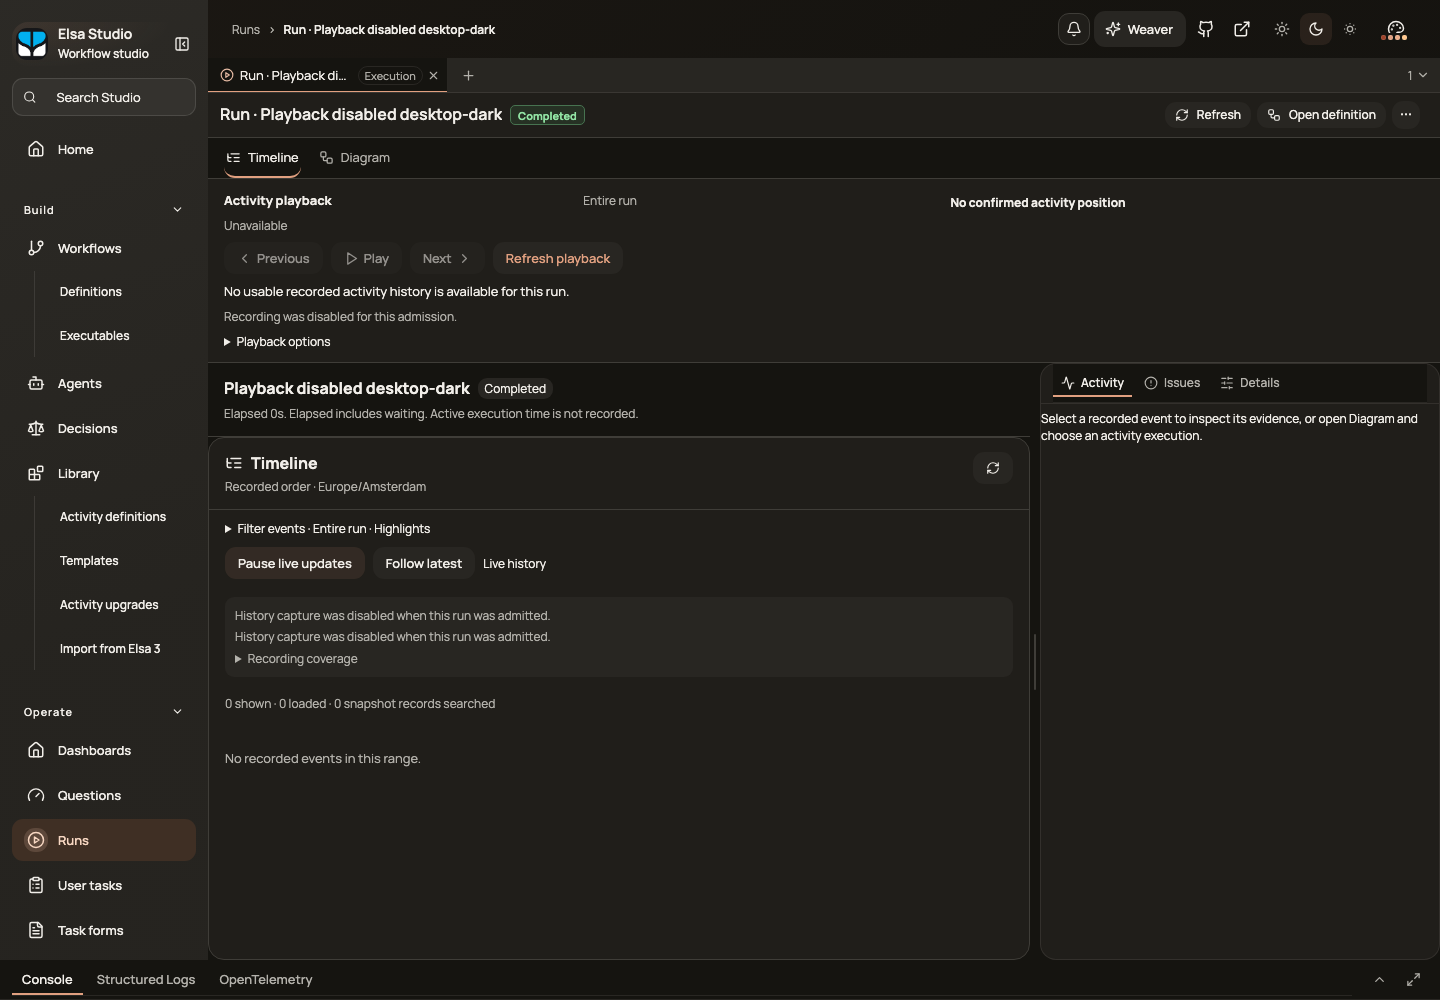 Elsa Studio
Workflow studio
Search Studio
Home
Build
Workflows
Definitions
Executables
Agents
Decisions
Library
Activity definitions
Templates
Activity upgrades
Import from Elsa 3
Operate
Dashboards
Questions
Runs
User tasks
Task forms
Runs › Run · Playback disabled desktop-dark
Weaver
Run · Playback di... Execution
1
Run · Playback disabled desktop-dark Completed
Refresh Open definition
Timeline Diagram
Activity playback Entire run No confirmed activity position
Unavailable
Previous Play Next Refresh playback
No usable recorded activity history is available for this run.
Recording was disabled for this admission.
Playback options
Playback disabled desktop-dark Completed
Elapsed 0s. Elapsed includes waiting. Active execution time is not recorded.
Timeline
Recorded order · Europe/Amsterdam
Filter events · Entire run · Highlights
Pause live updates Follow latest Live history
History capture was disabled when this run was admitted.
History capture was disabled when this run was admitted.
Recording coverage
0 shown · 0 loaded · 0 snapshot records searched
No recorded events in this range.
Activity Issues Details
Select a recorded event to inspect its evidence, or open Diagram and
choose an activity execution.
Console Structured Logs OpenTelemetry